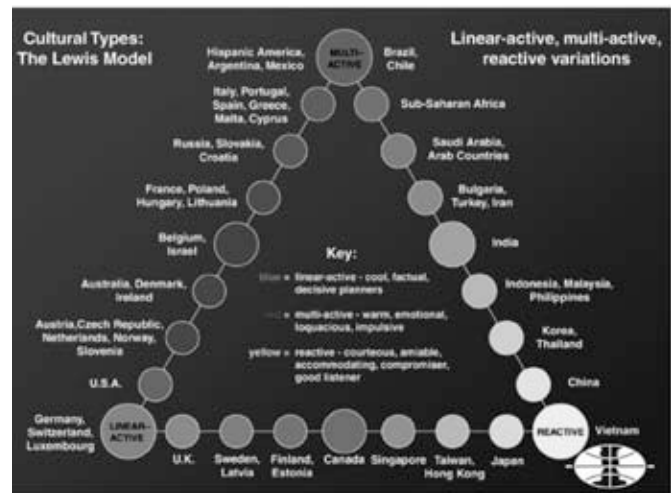 Cultural Types:
The Lewis Model
Linear-active, multi-active,
reactive variations
MULTI-
ACTIVE
Hispanic America,
Argentina, Mexico
Brazil,
Chile
Italy, Portugal,
Spain, Greece,
Malta, Cyprus
Sub-Saharan Africa
Russia, Slovakia,
Croatia
Saudi Arabia,
Arab Countries
France, Poland,
Hungary, Lithuania
Bulgaria,
Turkey, Iran
Belgium,
Israel
India
Key:
blue = linear-active - cool, factual,
decisive planners
red = multi-active - warm, emotional,
loquacious, impulsive
yellow = reactive - courteous, amiable,
accommodating, compromiser,
good listener
Australia, Denmark,
Ireland
Indonesia, Malaysia,
Philippines
Austria,Czech Republic,
Netherlands, Norway,
Slovenia
Korea,
Thailand
U.S.A.
China
Germany,
Switzerland,
Luxembourg
LINEAR-
ACTIVE
U.K.
Sweden,
Latvia
Finland,
Estonia
Canada
Singapore
Taiwan,
Hong Kong
Japan
REACTIVE
Vietnam